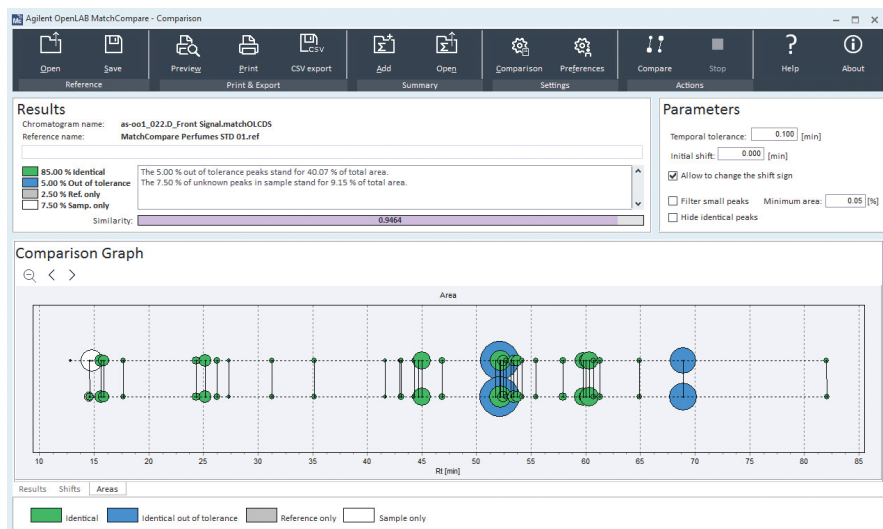 Agilent OpenLAB MatchCompare - Comparison
Open Save Preview Print CSV export Add Open Comparison Preferences Compare Stop Help About
Reference Print & Export Summary Settings Actions
Results
Chromatogram name: as-oo1_022.D_Front Signal.matchOLCDS
Reference name: MatchCompare Perfumes STD 01.ref
85.00 % Identical
5.00 % Out of tolerance
2.50 % Ref. only
7.50 % Samp. only
The 5.00 % out of tolerance peaks stand for 40.07 % of total area.
The 7.50 % of unknown peaks in sample stand for 9.15 % of total area.
Similarity: 0.9464
Parameters
Temporal tolerance: 0.100 [min]
Initial shift: 0.000 [min]
Allow to change the shift sign
Filter small peaks Minimum area: 0.05 [%]
Hide identical peaks
Comparison Graph
Area
10 15 20 25 30 35 40 45 50 55 60 65 70 75 80 85
Rt [min]
Results Shifts Areas
Identical Identical out of tolerance Reference only Sample only